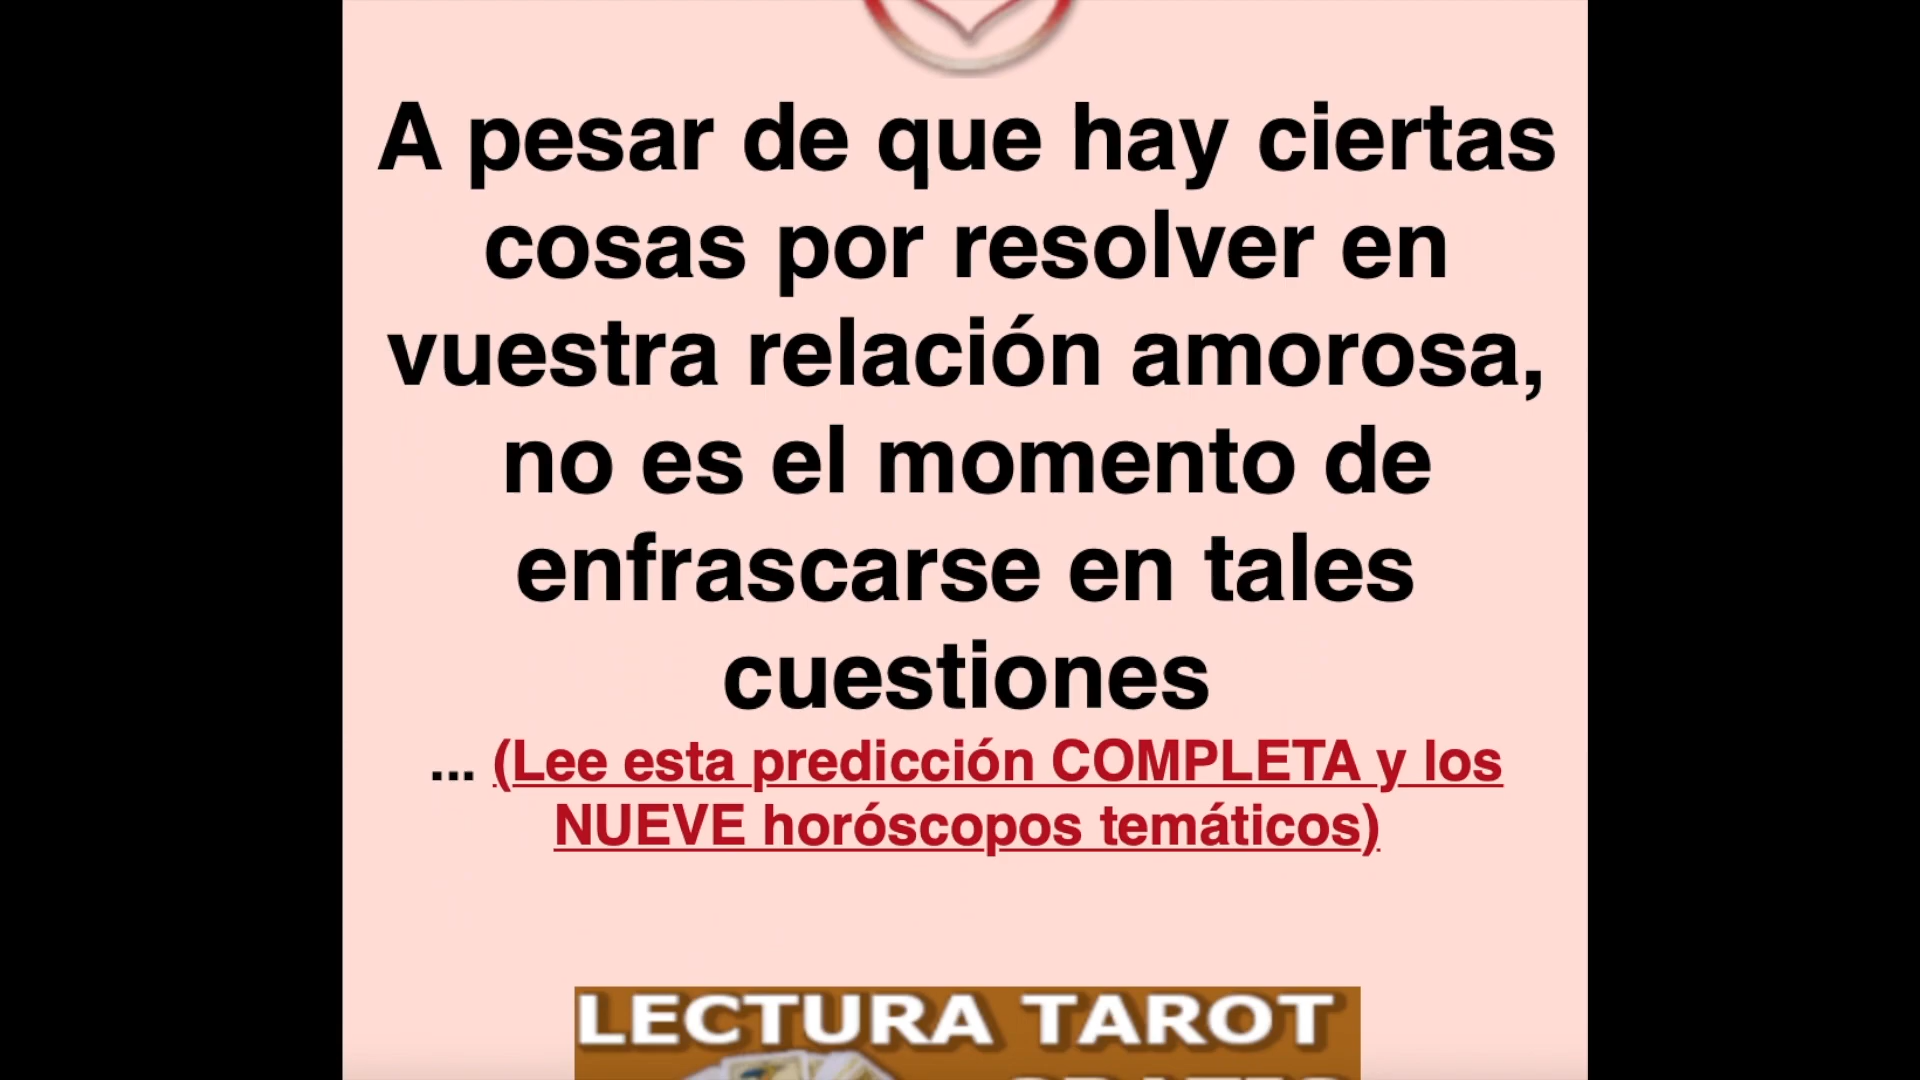 A pesar de que hay ciertas
cosas por resolver en
vuestra relación amorosa,
no es el momento de
enfrascarse en tales
cuestiones
... (Lee esta predicción COMPLETA y los
NUEVE horóscopos temáticos)
LECTURA TAROT